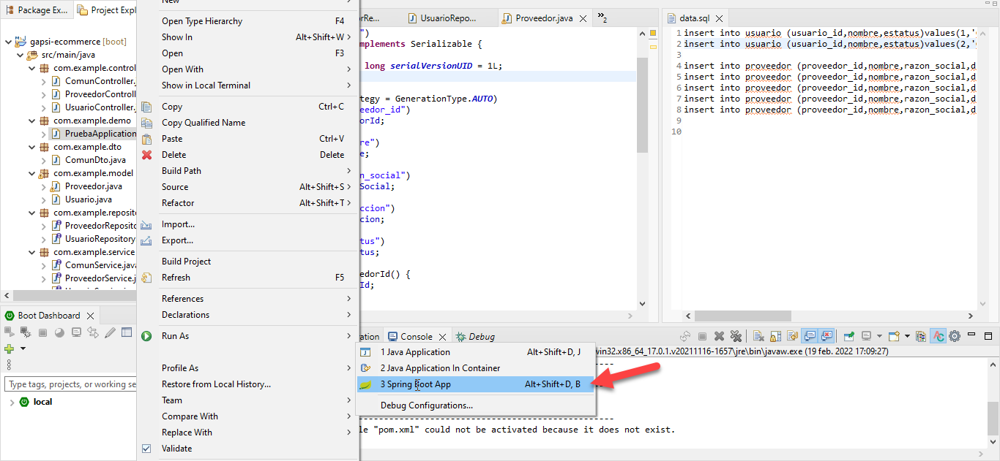 Package Ex...
Project Expl
gapsi-ecommerce [boot]
src/main/java
com.example.control
ComunController.
ProveedorControll
UsuarioController.
com.example.demo
PruebaApplication
com.example.dto
ComunDto.java
com.example.model
Proveedor.java
Usuario.java
com.example.reposit
ProveedorReposito
UsuarioRepository
com.example.service
ComunService.java
ProveedorService.j
Boot Dashboard
Type tags, projects, or working se
local
New
Open Type Hierarchy F4
Show In Alt+Shift+W >
Open F3
Open With >
Show in Local Terminal >
Copy Ctrl+C
Copy Qualified Name
Paste Ctrl+V
Delete Delete
Build Path >
Source Alt+Shift+S >
Refactor Alt+Shift+T >
Import...
Export...
Build Project
Refresh F5
References >
Declarations >
Run As >
Profile As >
Restore from Local History...
Team >
Compare With >
Replace With >
Validate
1 Java Application Alt+Shift+D, J
2 Java Application In Container
3 Spring Boot App Alt+Shift+D, B
Debug Configurations...
orRe...
UsuarioRepo...
Proveedor.java
»2
")
mplements Serializable {
long serialVersionUID = 1L;
tegy = GenerationType.AUTO)
eedor_id")
orId;
re")
e;
n_social")
Social;
ccion")
cion;
tus")
tus;
edorId() {
Id;
data.sql
1 insert into usuario (usuario_id,nombre,estatus)values(1,'
2 insert into usuario (usuario_id,nombre,estatus)values(2,'
3
4 insert into proveedor (proveedor_id,nombre,razon_social,d
5 insert into proveedor (proveedor_id,nombre,razon_social,d
6 insert into proveedor (proveedor_id,nombre,razon_social,d
7 insert into proveedor (proveedor_id,nombre,razon_social,d
8 insert into proveedor (proveedor_id,nombre,razon_social,d
9
10
ation
Console
Debug
win32.x86_64_17.0.1.v20211116-1657\jre\bin\javaw.exe (19 feb. 2022 17:09:27)
le "pom.xml" could not be activated because it does not exist.